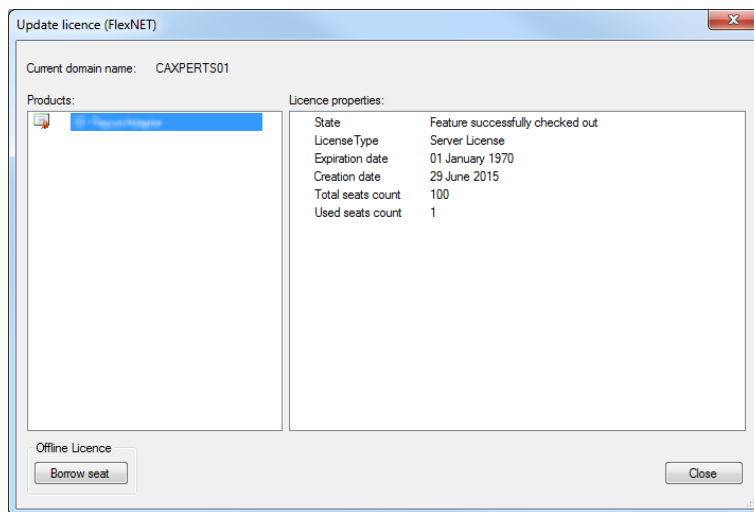 Update licence (FlexNET)
Current domain name: CAXPERTS01
Products:
Licence properties:
State Feature successfully checked out
LicenseType Server License
Expiration date 01 January 1970
Creation date 29 June 2015
Total seats count 100
Used seats count 1
Offline Licence
Borrow seat
Close